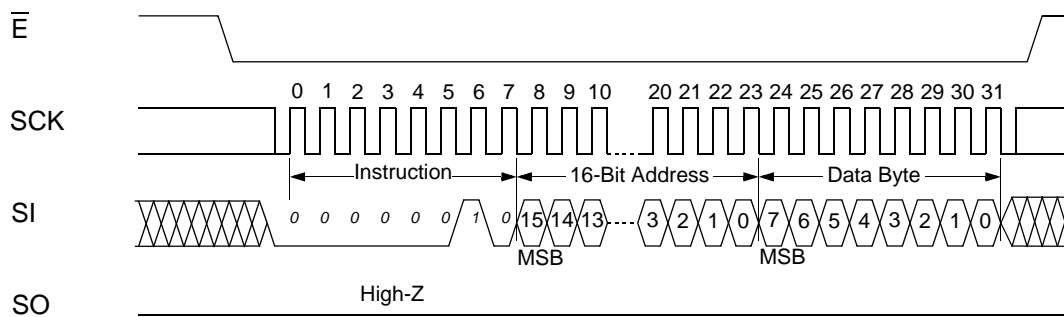 E
0 1 2 3 4 5 6 7 8 9 10 20 21 22 23 24 25 26 27 28 29 30 31
SCK
Instruction 16-Bit Address Data Byte
SI
0 0 0 0 0 0 1 0 15 14 13 3 2 1 0 7 6 5 4 3 2 1 0
MSB MSB
High-Z
SO